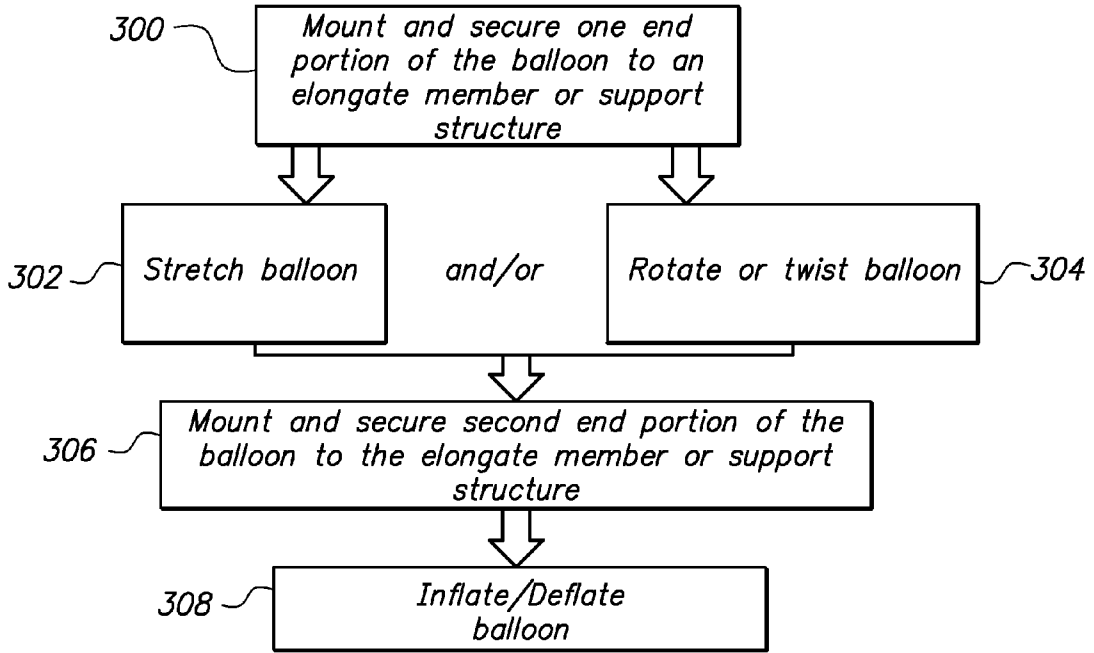 300
Mount and secure one end
portion of the balloon to an
elongate member or support
structure
302
Stretch balloon
and/or
Rotate or twist balloon
304
306
Mount and secure second end portion of the
balloon to the elongate member or support
structure
308
Inflate/Deflate
balloon